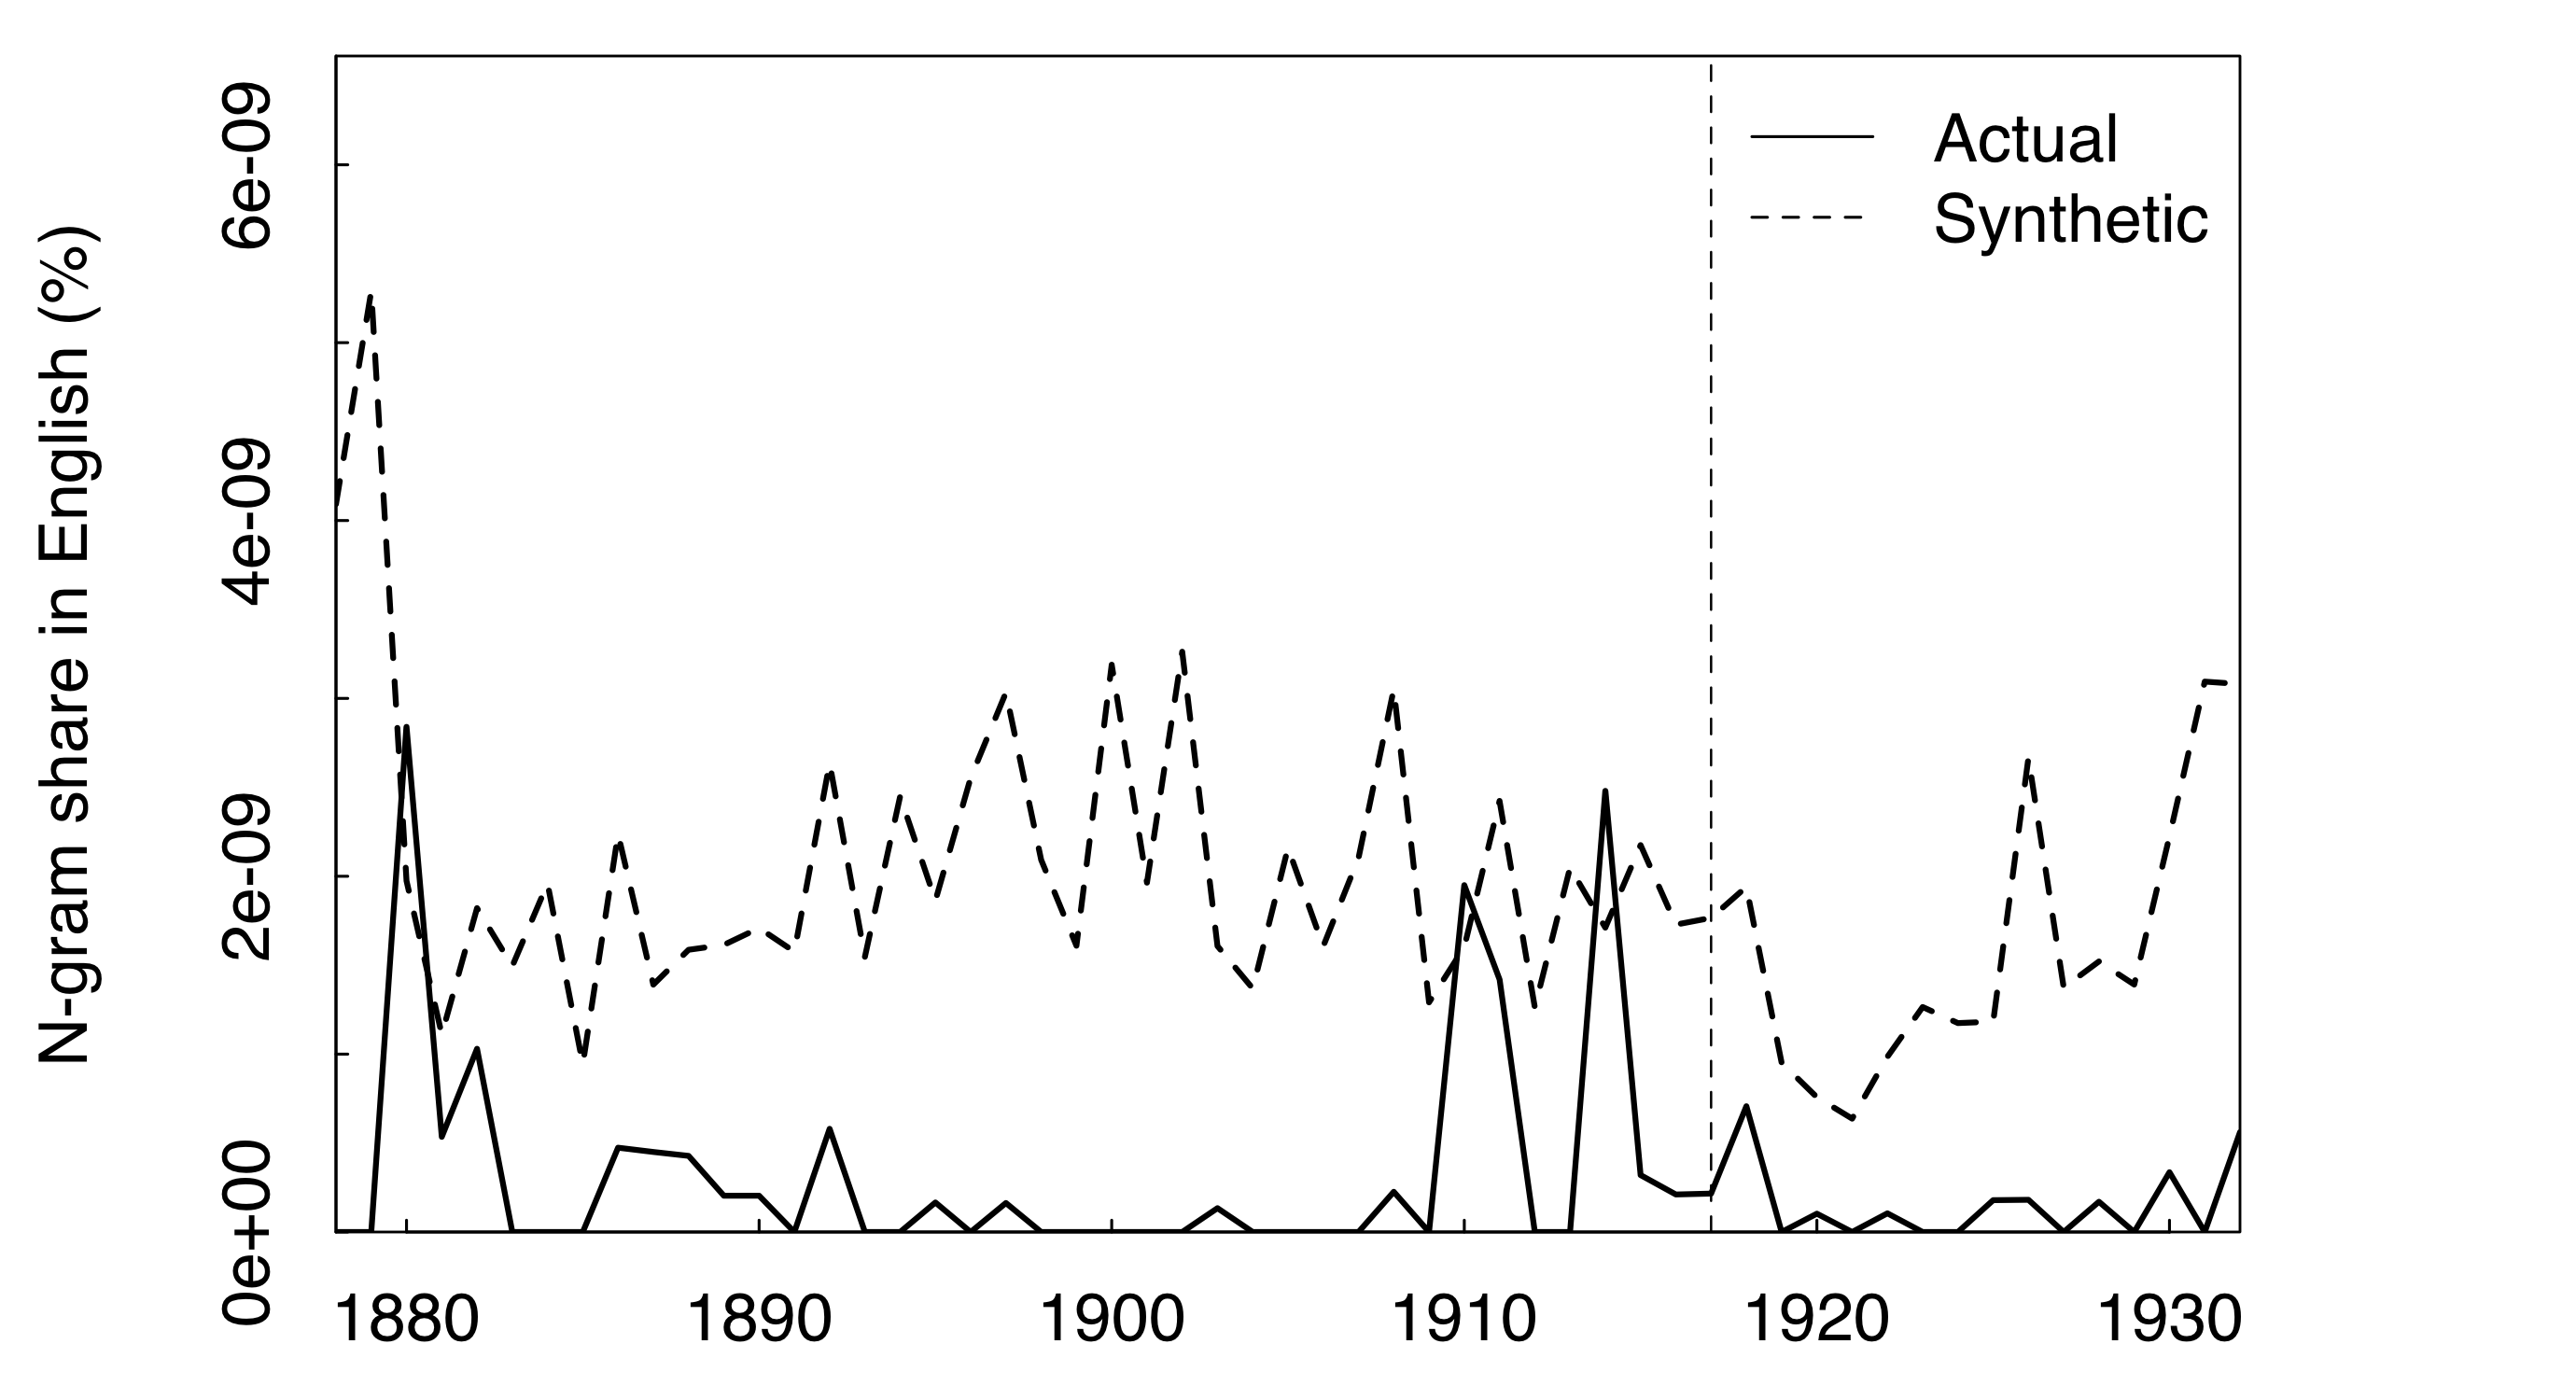 N-gram share in English (%)
6e-09
4e-09
2e-09
0e+00
Actual
Synthetic
1880 1890 1900 1910 1920 1930